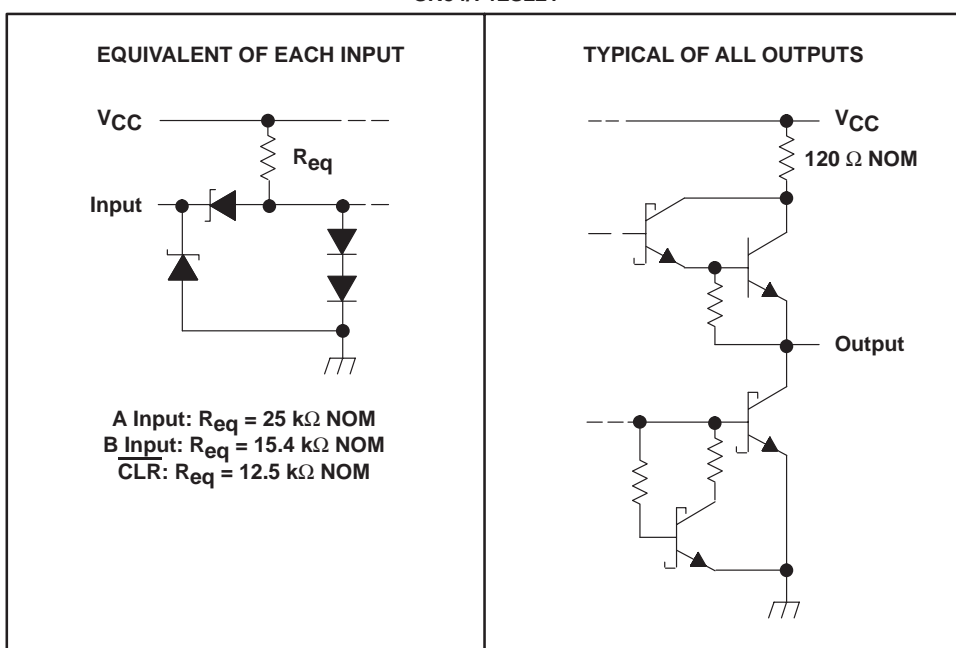 EQUIVALENT OF EACH INPUT
VCC
Req
Input
A Input: Req = 25 kΩ NOM
B Input: Req = 15.4 kΩ NOM
CLR: Req = 12.5 kΩ NOM
TYPICAL OF ALL OUTPUTS
VCC
120 Ω NOM
Output